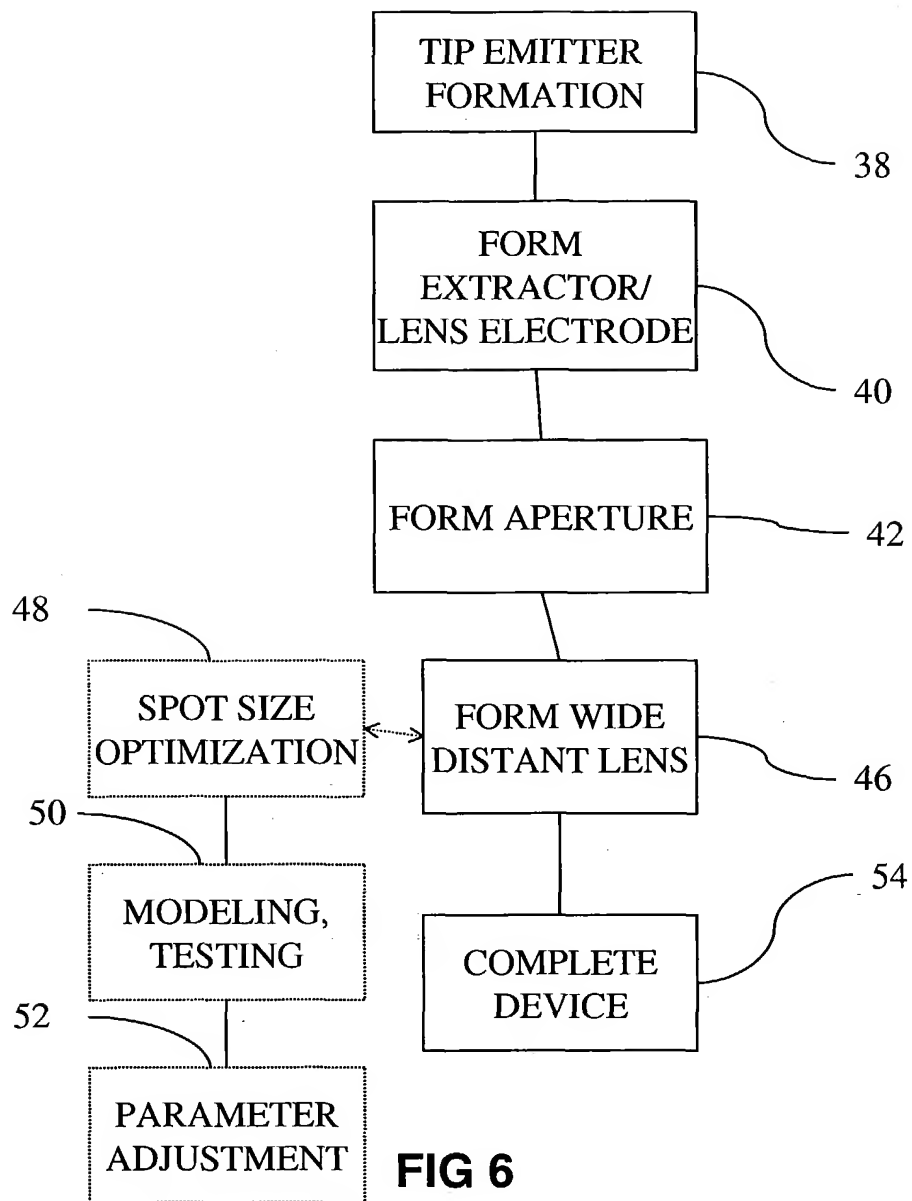 TIP EMITTER
FORMATION
38
FORM
EXTRACTOR/
LENS ELECTRODE
40
FORM APERTURE
42
48
SPOT SIZE
OPTIMIZATION
FORM WIDE
DISTANT LENS
46
50
MODELING,
TESTING
54
COMPLETE
DEVICE
52
PARAMETER
ADJUSTMENT
FIG 6